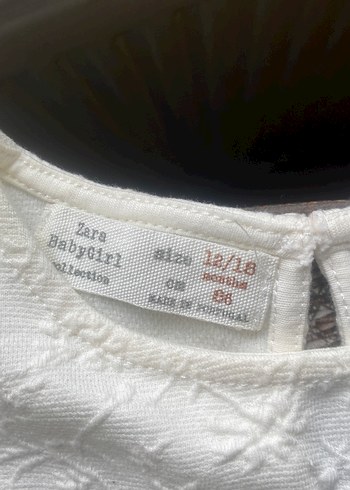 Zara
BabyGirl
collection
size 12/18
months
cm 86
MADE IN PORTUGAL